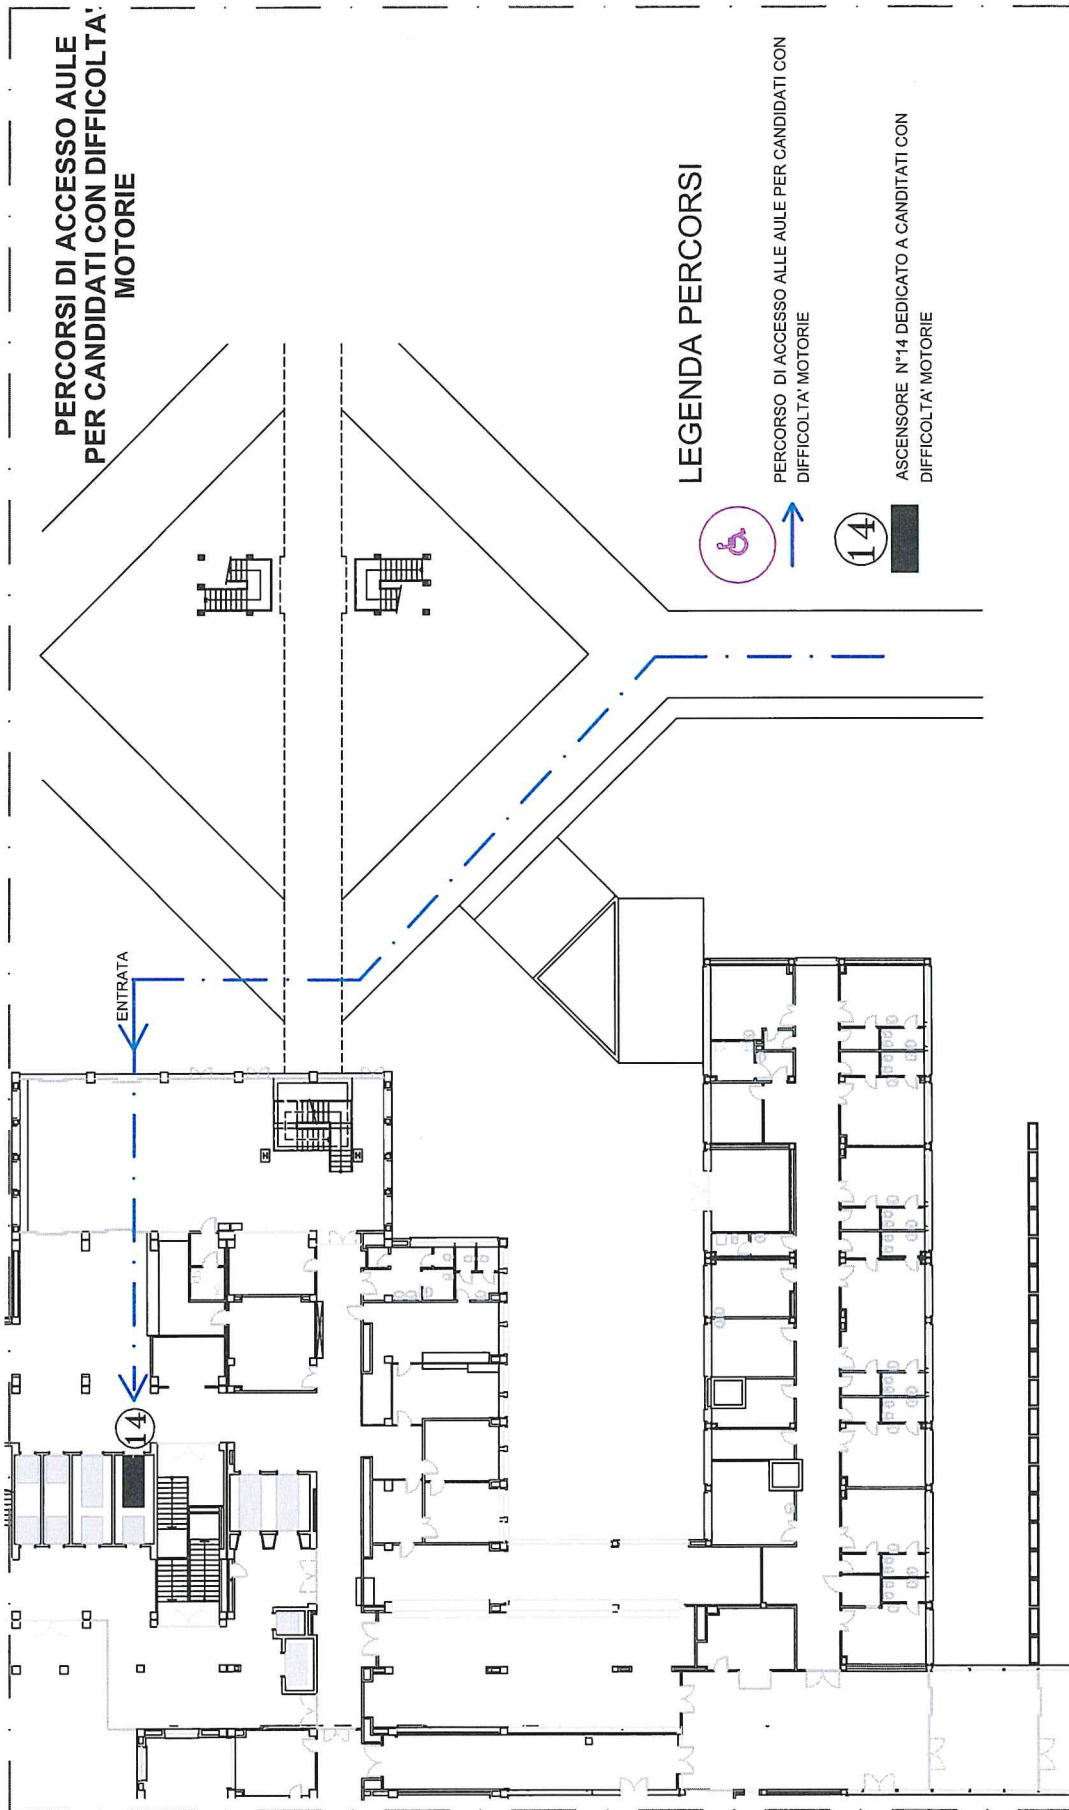 PERCORSI DI ACCESSO AULE
PER CANDIDATI CON DIFFICOLTA'
MOTORIE
ENTRATA
14
LEGENDA PERCORSI
PERCORSO DI ACCESSO ALLE AULE PER CANDIDATI CON
DIFFICOLTA' MOTORIE
14
ASCENSORE N°14 DEDICATO A CANDITATI CON
DIFFICOLTA' MOTORIE
H
H